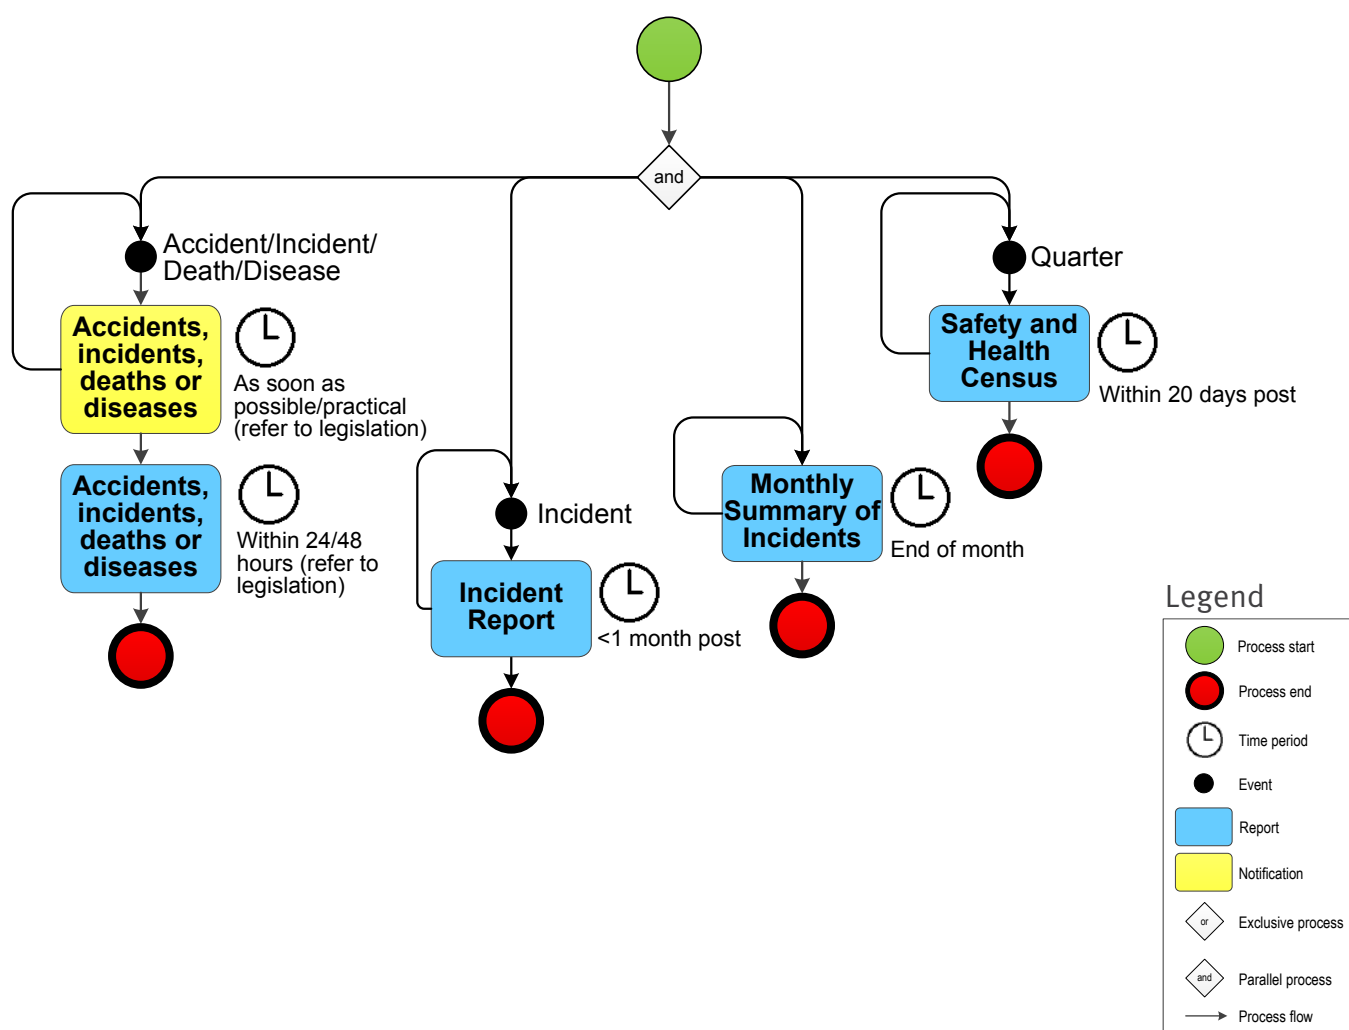 and
Accident/Incident/
Death/Disease
Accidents,
incidents,
deaths or
diseases
As soon as
possible/practical
(refer to legislation)
Accidents,
incidents,
deaths or
diseases
Within 24/48
hours (refer to
legislation)
Incident
Incident
Report
<1 month post
Monthly
Summary of
Incidents
End of month
Quarter
Safety and
Health
Census
Within 20 days post
Legend
Process start
Process end
Time period
Event
Report
Notification
or
Exclusive process
and
Parallel process
Process flow